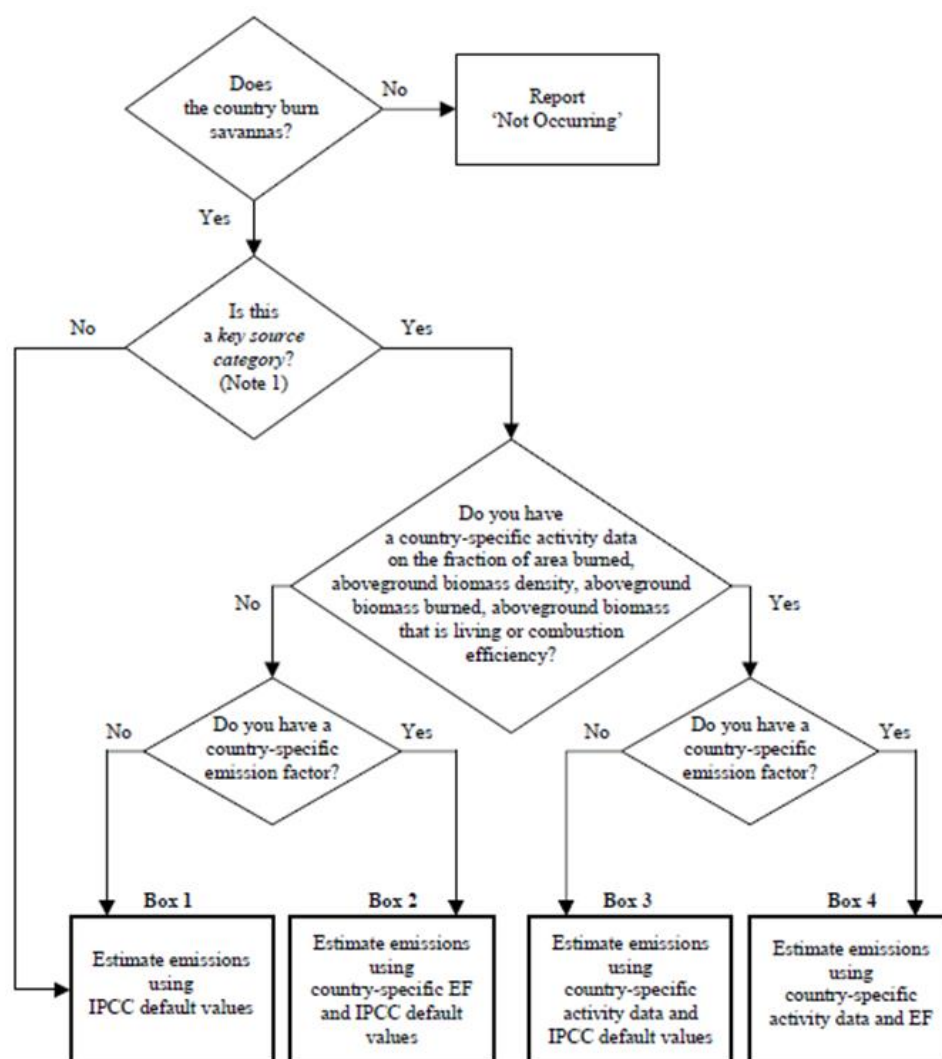 Does
the country burn
savannas?
No
Report
‘Not Occurring’
Yes
Is this
a key source
category?
(Note 1)
No
Yes
Do you have
a country-specific activity data
on the fraction of area burned,
aboveground biomass density, aboveground
biomass burned, aboveground biomass
that is living or combustion
efficiency?
No
Yes
Do you have a
country-specific
emission factor?
No
Yes
Do you have a
country-specific
emission factor?
No
Yes
Box 1
Estimate emissions
using
IPCC default values
Box 2
Estimate emissions
using
country-specific EF
and IPCC default
values
Box 3
Estimate emissions
using
country-specific
activity data and
IPCC default values
Box 4
Estimate emissions
using
country-specific
activity data and EF